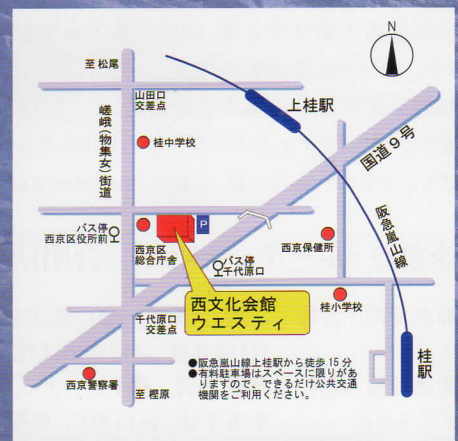 N
至 松尾
山田口
交差点
上桂駅
嵯峨(物集女)街道
桂中学校
国道9号
阪急嵐山線
バス停
西京区役所前
西京区
総合庁舎
P
バス停
千代原口
西京保健所
西文化会館
ウエスティ
桂小学校
千代原口
交差点
桂駅
西京警察署
至 樫原
●阪急嵐山線上桂駅から徒歩15分
●有料駐車場はスペースに限りがあ
りますので、できるだけ公共交通
機関をご利用ください。